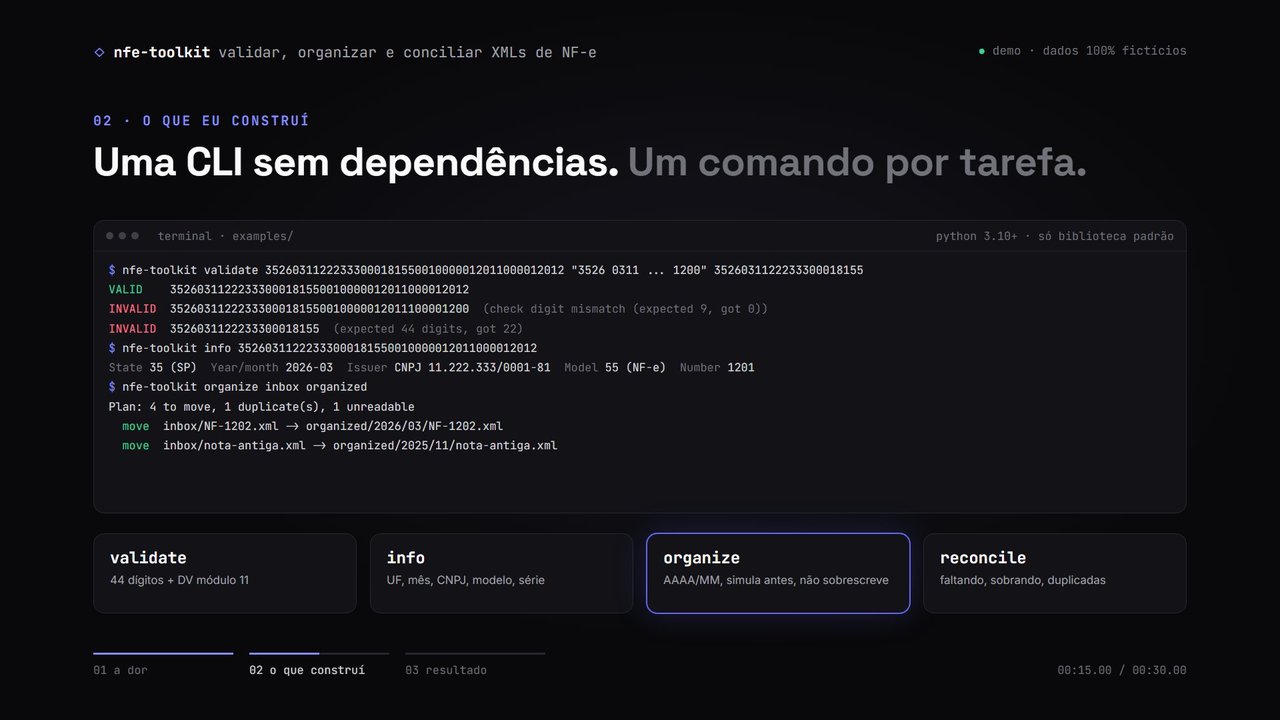 ◇ nfe-toolkit validar, organizar e conciliar XMLs de NF-e
● demo · dados 100% fictícios
02 · O QUE EU CONSTRUÍ
Uma CLI sem dependências. Um comando por tarefa.
terminal · examples/
python 3.10+ · só biblioteca padrão
$ nfe-toolkit validate 35260311222333000181550010000012011000012012 "3526 0311 ... 1200" 3526031122233300018155
VALID 35260311222333000181550010000012011000012012
INVALID 35260311222333000181550010000012011000001200 (check digit mismatch (expected 9, got 0))
INVALID 3526031122233300018155 (expected 44 digits, got 22)
$ nfe-toolkit info 35260311222333000181550010000012011000012012
State 35 (SP) Year/month 2026-03 Issuer CNPJ 11.222.333/0001-81 Model 55 (NF-e) Number 1201
$ nfe-toolkit organize inbox organized
Plan: 4 to move, 1 duplicate(s), 1 unreadable
move inbox/NF-1202.xml —> organized/2026/03/NF-1202.xml
move inbox/nota-antiga.xml —> organized/2025/11/nota-antiga.xml
validate
44 dígitos + DV módulo 11
info
UF, mês, CNPJ, modelo, série
organize
AAAA/MM, simula antes, não sobrescreve
reconcile
faltando, sobrando, duplicadas
01 a dor
02 o que construí
03 resultado
00:15.00 / 00:30.00